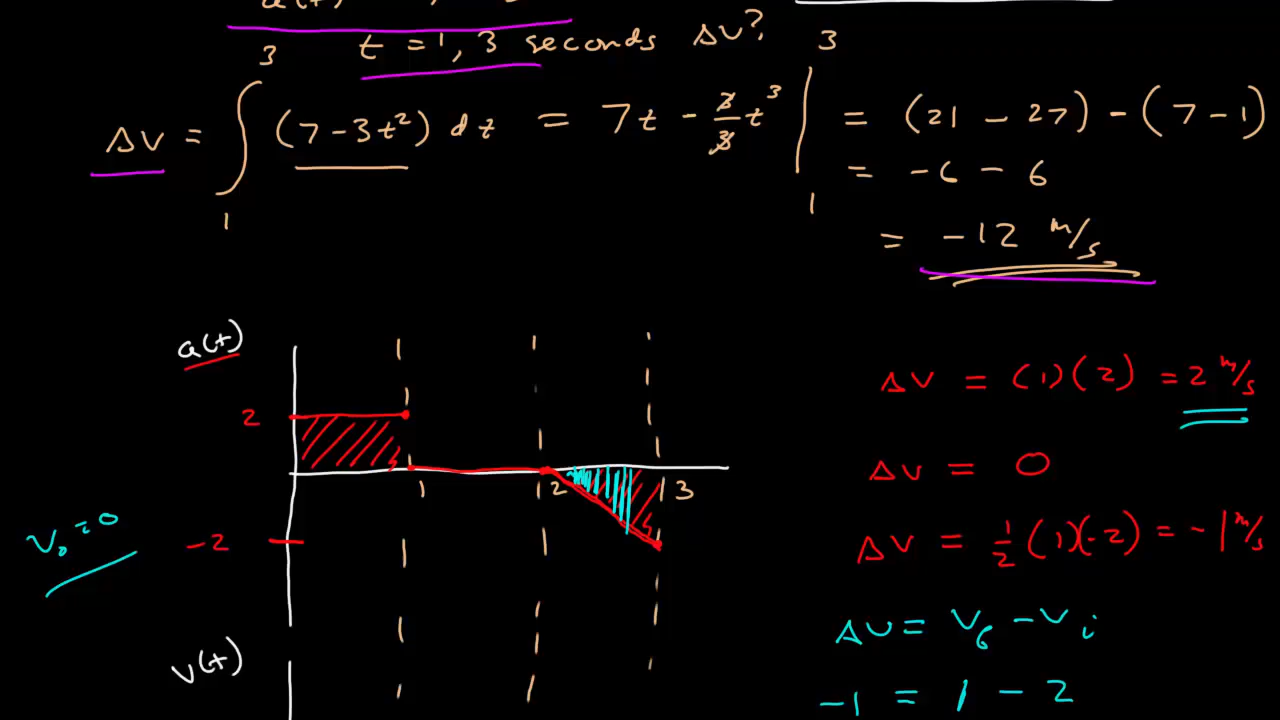 t = 1, 3 seconds ΔV?
ΔV = ∫₁³ (7 - 3t²) dt = 7t - 3/3 t³ |₁³ = (21 - 27) - (7 - 1)
= -6 - 6
= -12 m/s
a(t)
2
1 2 3
-2
V₀ = 0
V(t)
ΔV = (1)(2) = 2 m/s
ΔV = 0
ΔV = 1/2 (1)(-2) = -1 m/s
ΔV = V_f - V_i
-1 = 1 - 2